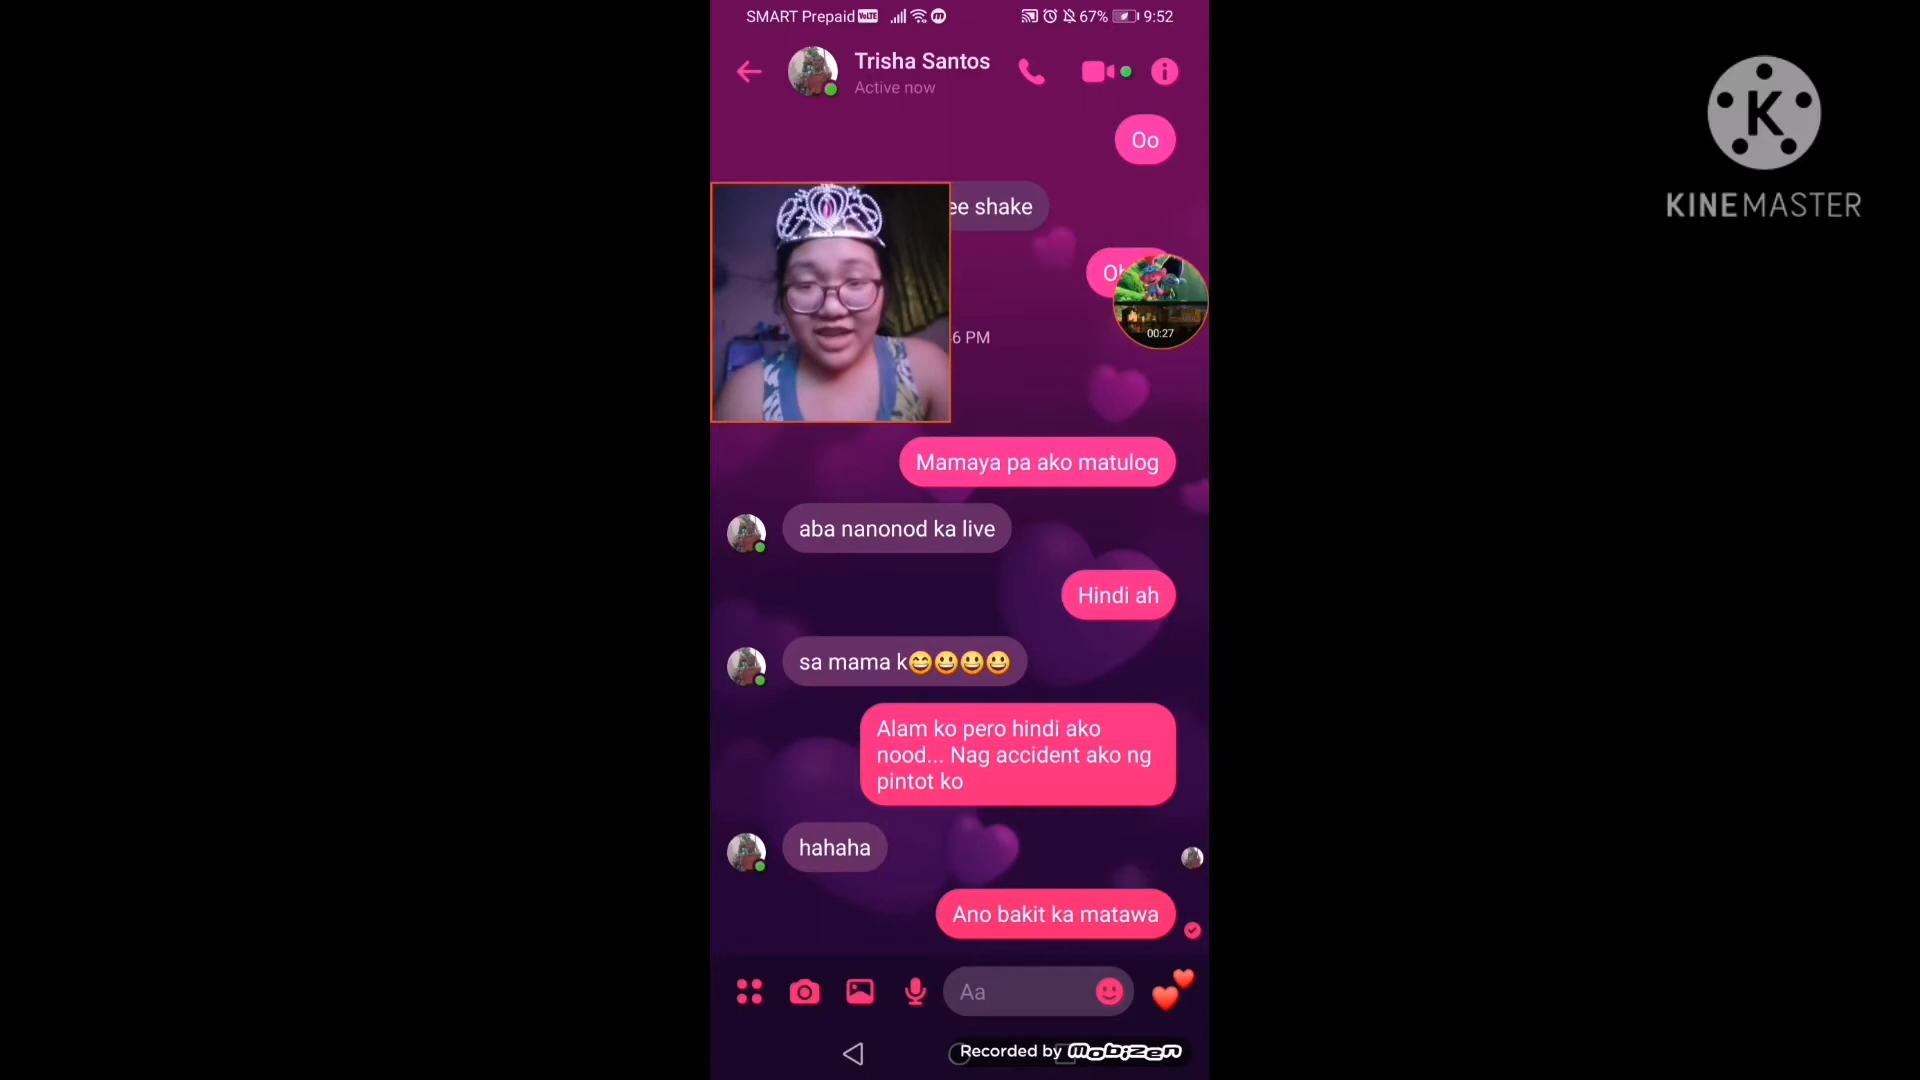 SMART Prepaid VoLTE 67% 9:52
Trisha Santos
Active now
Oo
ee shake
6 PM
00:27
Mamaya pa ako matulog
aba nanonod ka live
Hindi ah
sa mama k😁😀😀😀
Alam ko pero hindi ako
nood... Nag accident ako ng
pintot ko
hahaha
Ano bakit ka matawa
Aa
Recorded by mobizen
K
KINEMASTER